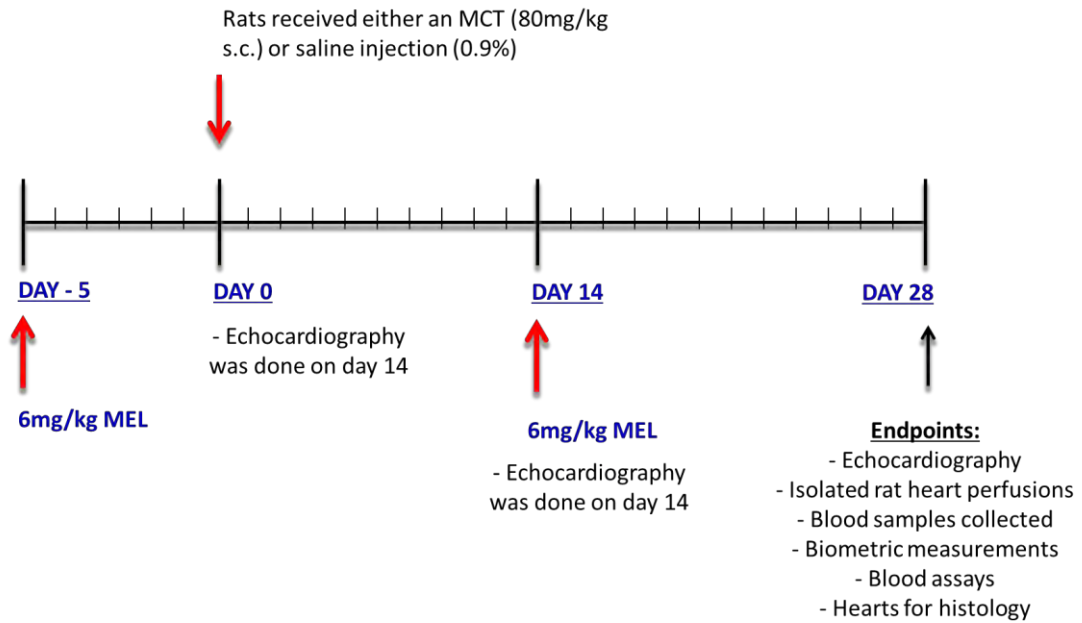 Rats received either an MCT (80mg/kg
s.c.) or saline injection (0.9%)
DAY - 5
DAY 0
DAY 14
DAY 28
- Echocardiography
was done on day 14
6mg/kg MEL
6mg/kg MEL
- Echocardiography
was done on day 14
Endpoints:
- Echocardiography
- Isolated rat heart perfusions
- Blood samples collected
- Biometric measurements
- Blood assays
- Hearts for histology